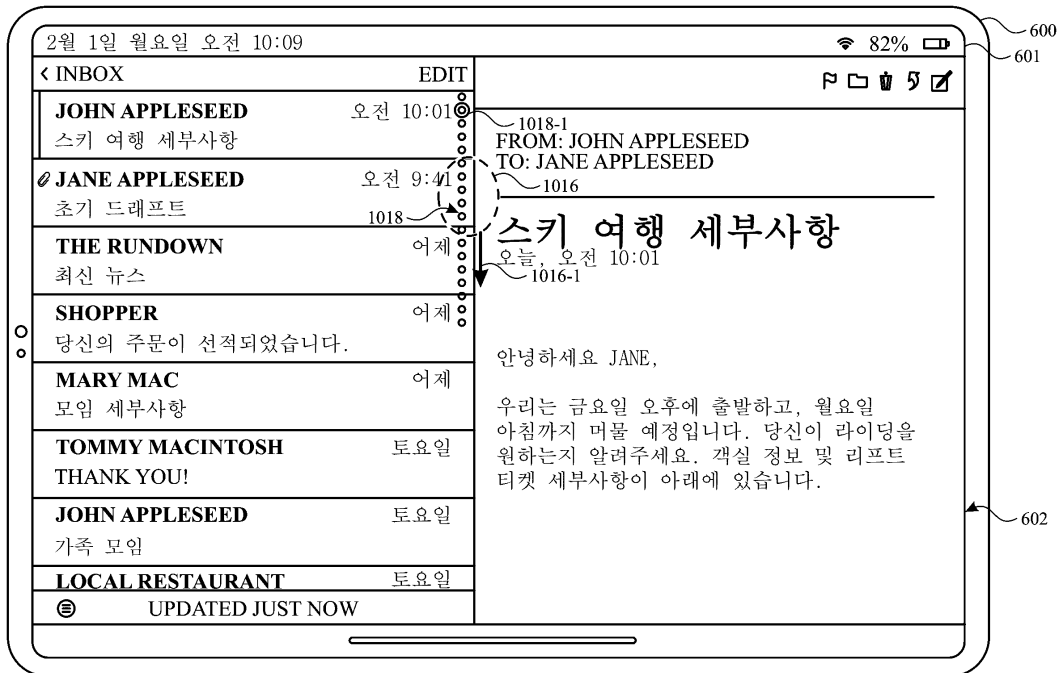 2월 1일 월요일 오전 10:09
82%
600
601
< INBOX
EDIT
JOHN APPLESEED
오전 10:01
스키 여행 세부사항
1018-1
JANE APPLESEED
오전 9:41
초기 드래프트
1018
THE RUNDOWN
어제
최신 뉴스
SHOPPER
어제
당신의 주문이 선적되었습니다.
MARY MAC
어제
모임 세부사항
TOMMY MACINTOSH
토요일
THANK YOU!
JOHN APPLESEED
토요일
가족 모임
LOCAL RESTAURANT
토요일
UPDATED JUST NOW
FROM: JOHN APPLESEED
TO: JANE APPLESEED
1016
스키 여행 세부사항
오늘, 오전 10:01
1016-1
안녕하세요 JANE,
우리는 금요일 오후에 출발하고, 월요일
아침까지 머물 예정입니다. 당신이 라이딩을
원하는지 알려주세요. 객실 정보 및 리프트
티켓 세부사항이 아래에 있습니다.
602